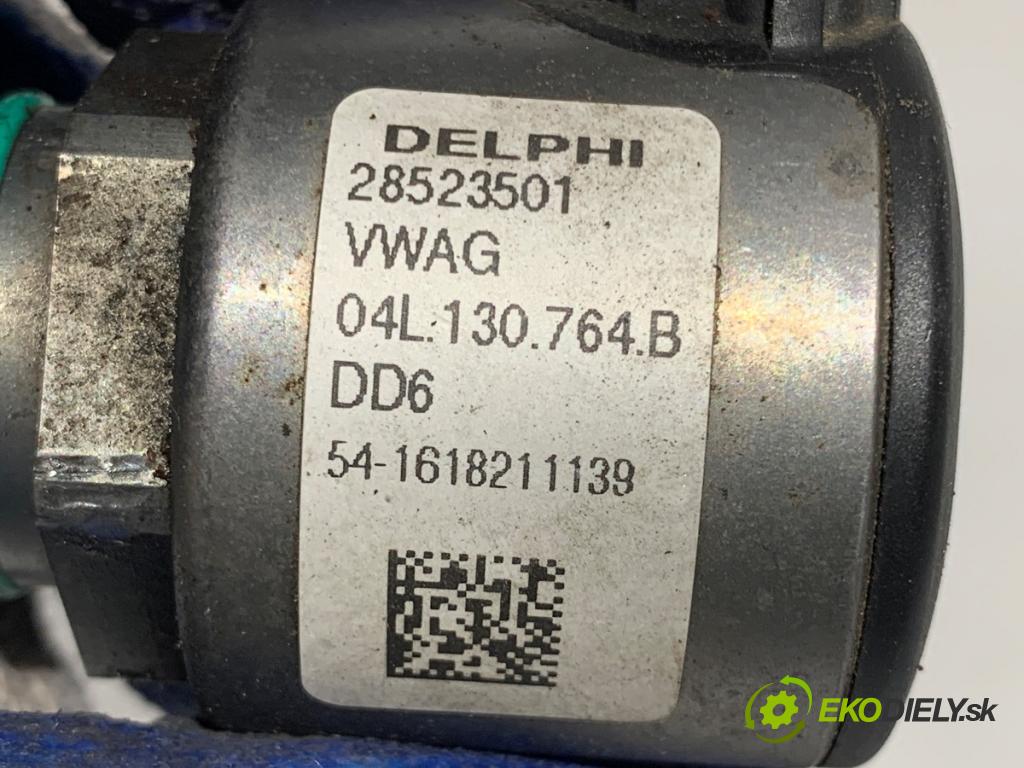 DELPHI
28523501
VWAG
04L.130.764.B
DD6
54-1618211139
EKODIELY.sk